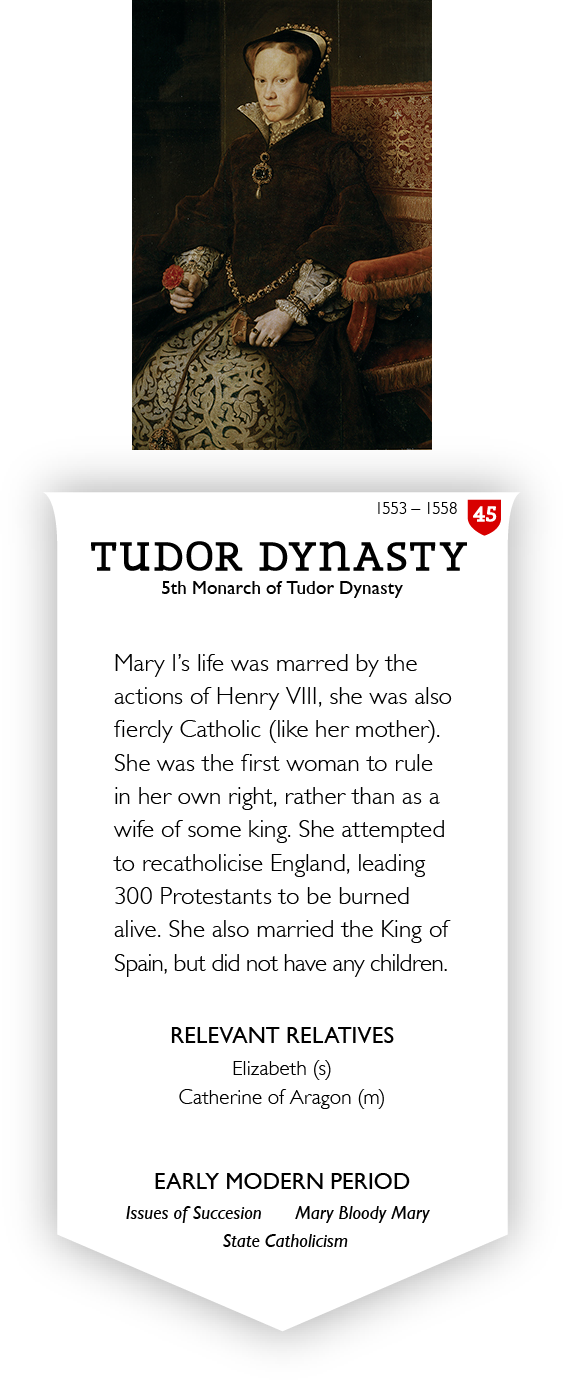 1553 – 1558 45
TUDOR DYNASTY
5th Monarch of Tudor Dynasty
Mary I’s life was marred by the
actions of Henry VIII, she was also
fiercly Catholic (like her mother).
She was the first woman to rule
in her own right, rather than as a
wife of some king. She attempted
to recatholicise England, leading
300 Protestants to be burned
alive. She also married the King of
Spain, but did not have any children.
RELEVANT RELATIVES
Elizabeth (s)
Catherine of Aragon (m)
EARLY MODERN PERIOD
Issues of Succesion Mary Bloody Mary
State Catholicism